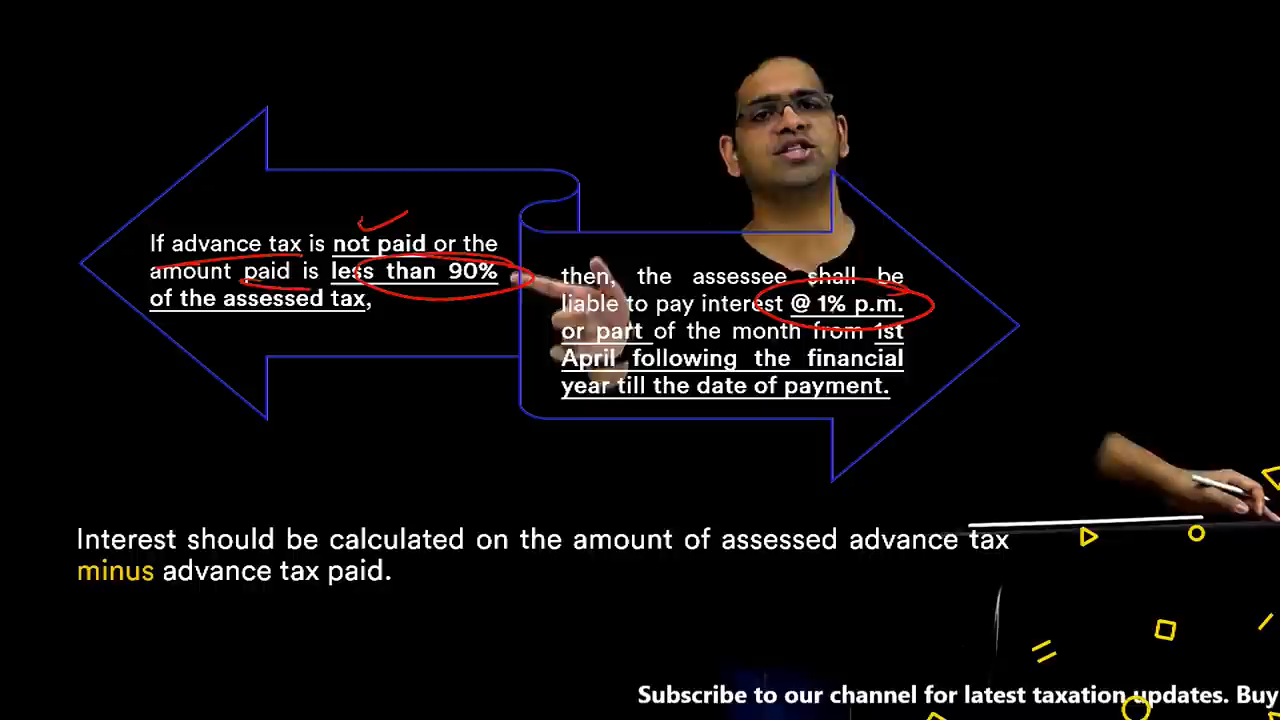 If advance tax is not paid or the
amount paid is less than 90%
of the assessed tax,
then, the assessee shall be
liable to pay interest @ 1% p.m.
or part of the month from 1st
April following the financial
year till the date of payment.
Interest should be calculated on the amount of assessed advance tax
minus advance tax paid.
Subscribe to our channel for latest taxation updates. Buy